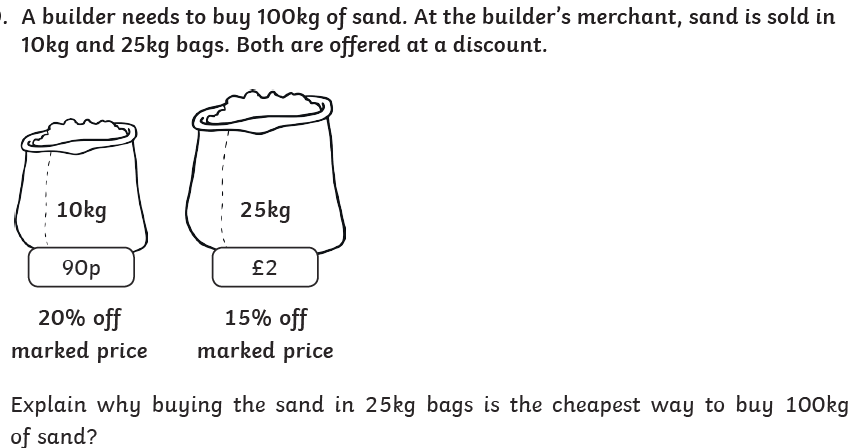 . A builder needs to buy 100kg of sand. At the builder's merchant, sand is sold in
10kg and 25kg bags. Both are offered at a discount.
10kg 25kg
90p £2
20% off 15% off
marked price marked price
Explain why buying the sand in 25kg bags is the cheapest way to buy 100kg
of sand?